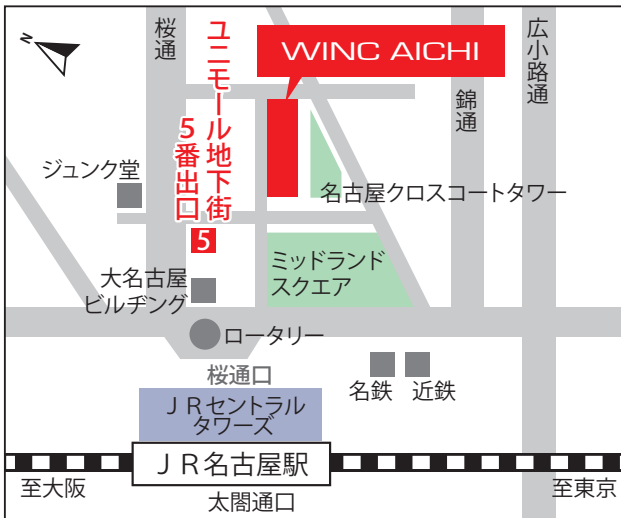 N
桜通
ユニモール地下街
5番出口
WINC AICHI
広小路通
錦通
ジュンク堂
名古屋クロスコートタワー
5
大名古屋
ビルヂング
ミッドランド
スクエア
ロータリー
桜通口
名鉄
近鉄
JRセントラル
タワーズ
JR名古屋駅
至大阪
太閤通口
至東京